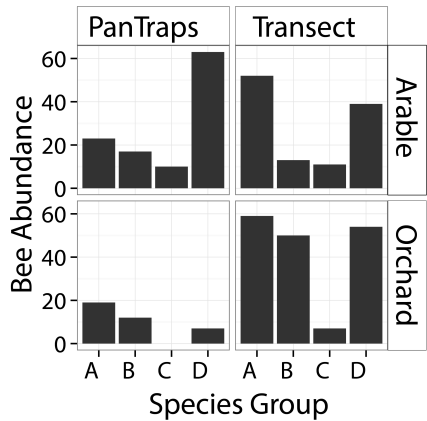 PanTraps Transect
60
40
20
0
Arable
60
40
20
0
Orchard
Bee Abundance
A B C D A B C D
Species Group